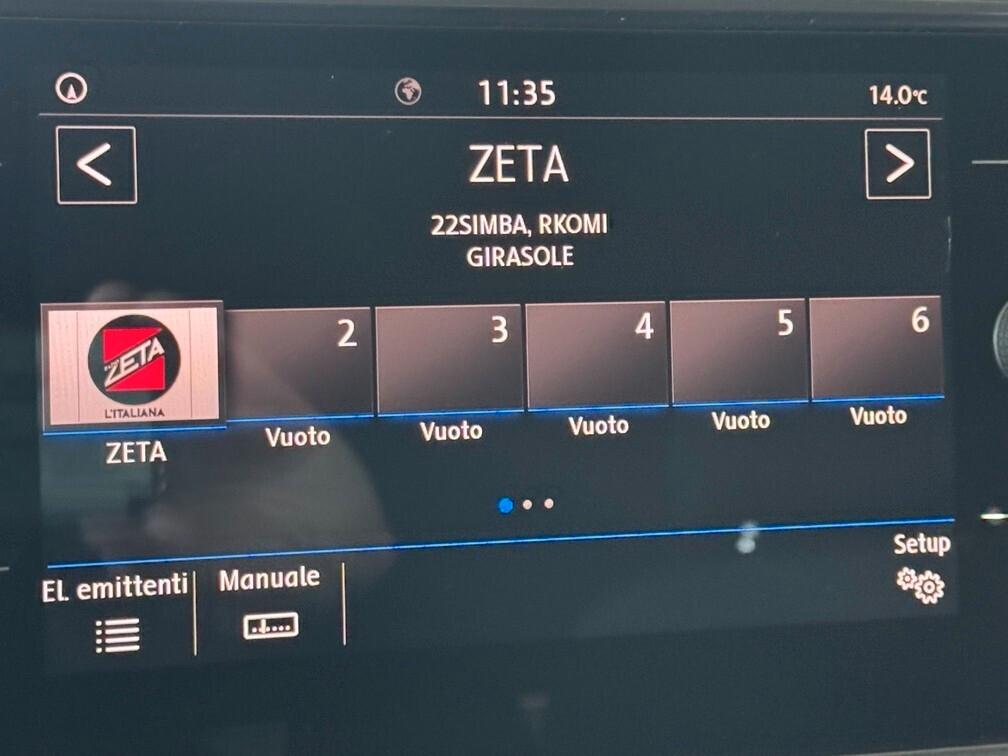 11:35
14.0°C
<
ZETA
>
22SIMBA, RKOMI
GIRASOLE
ZETA
L'ITALIANA
2
3
4
5
6
ZETA
Vuoto
Vuoto
Vuoto
Vuoto
Vuoto
Setup
El. emittenti
Manuale